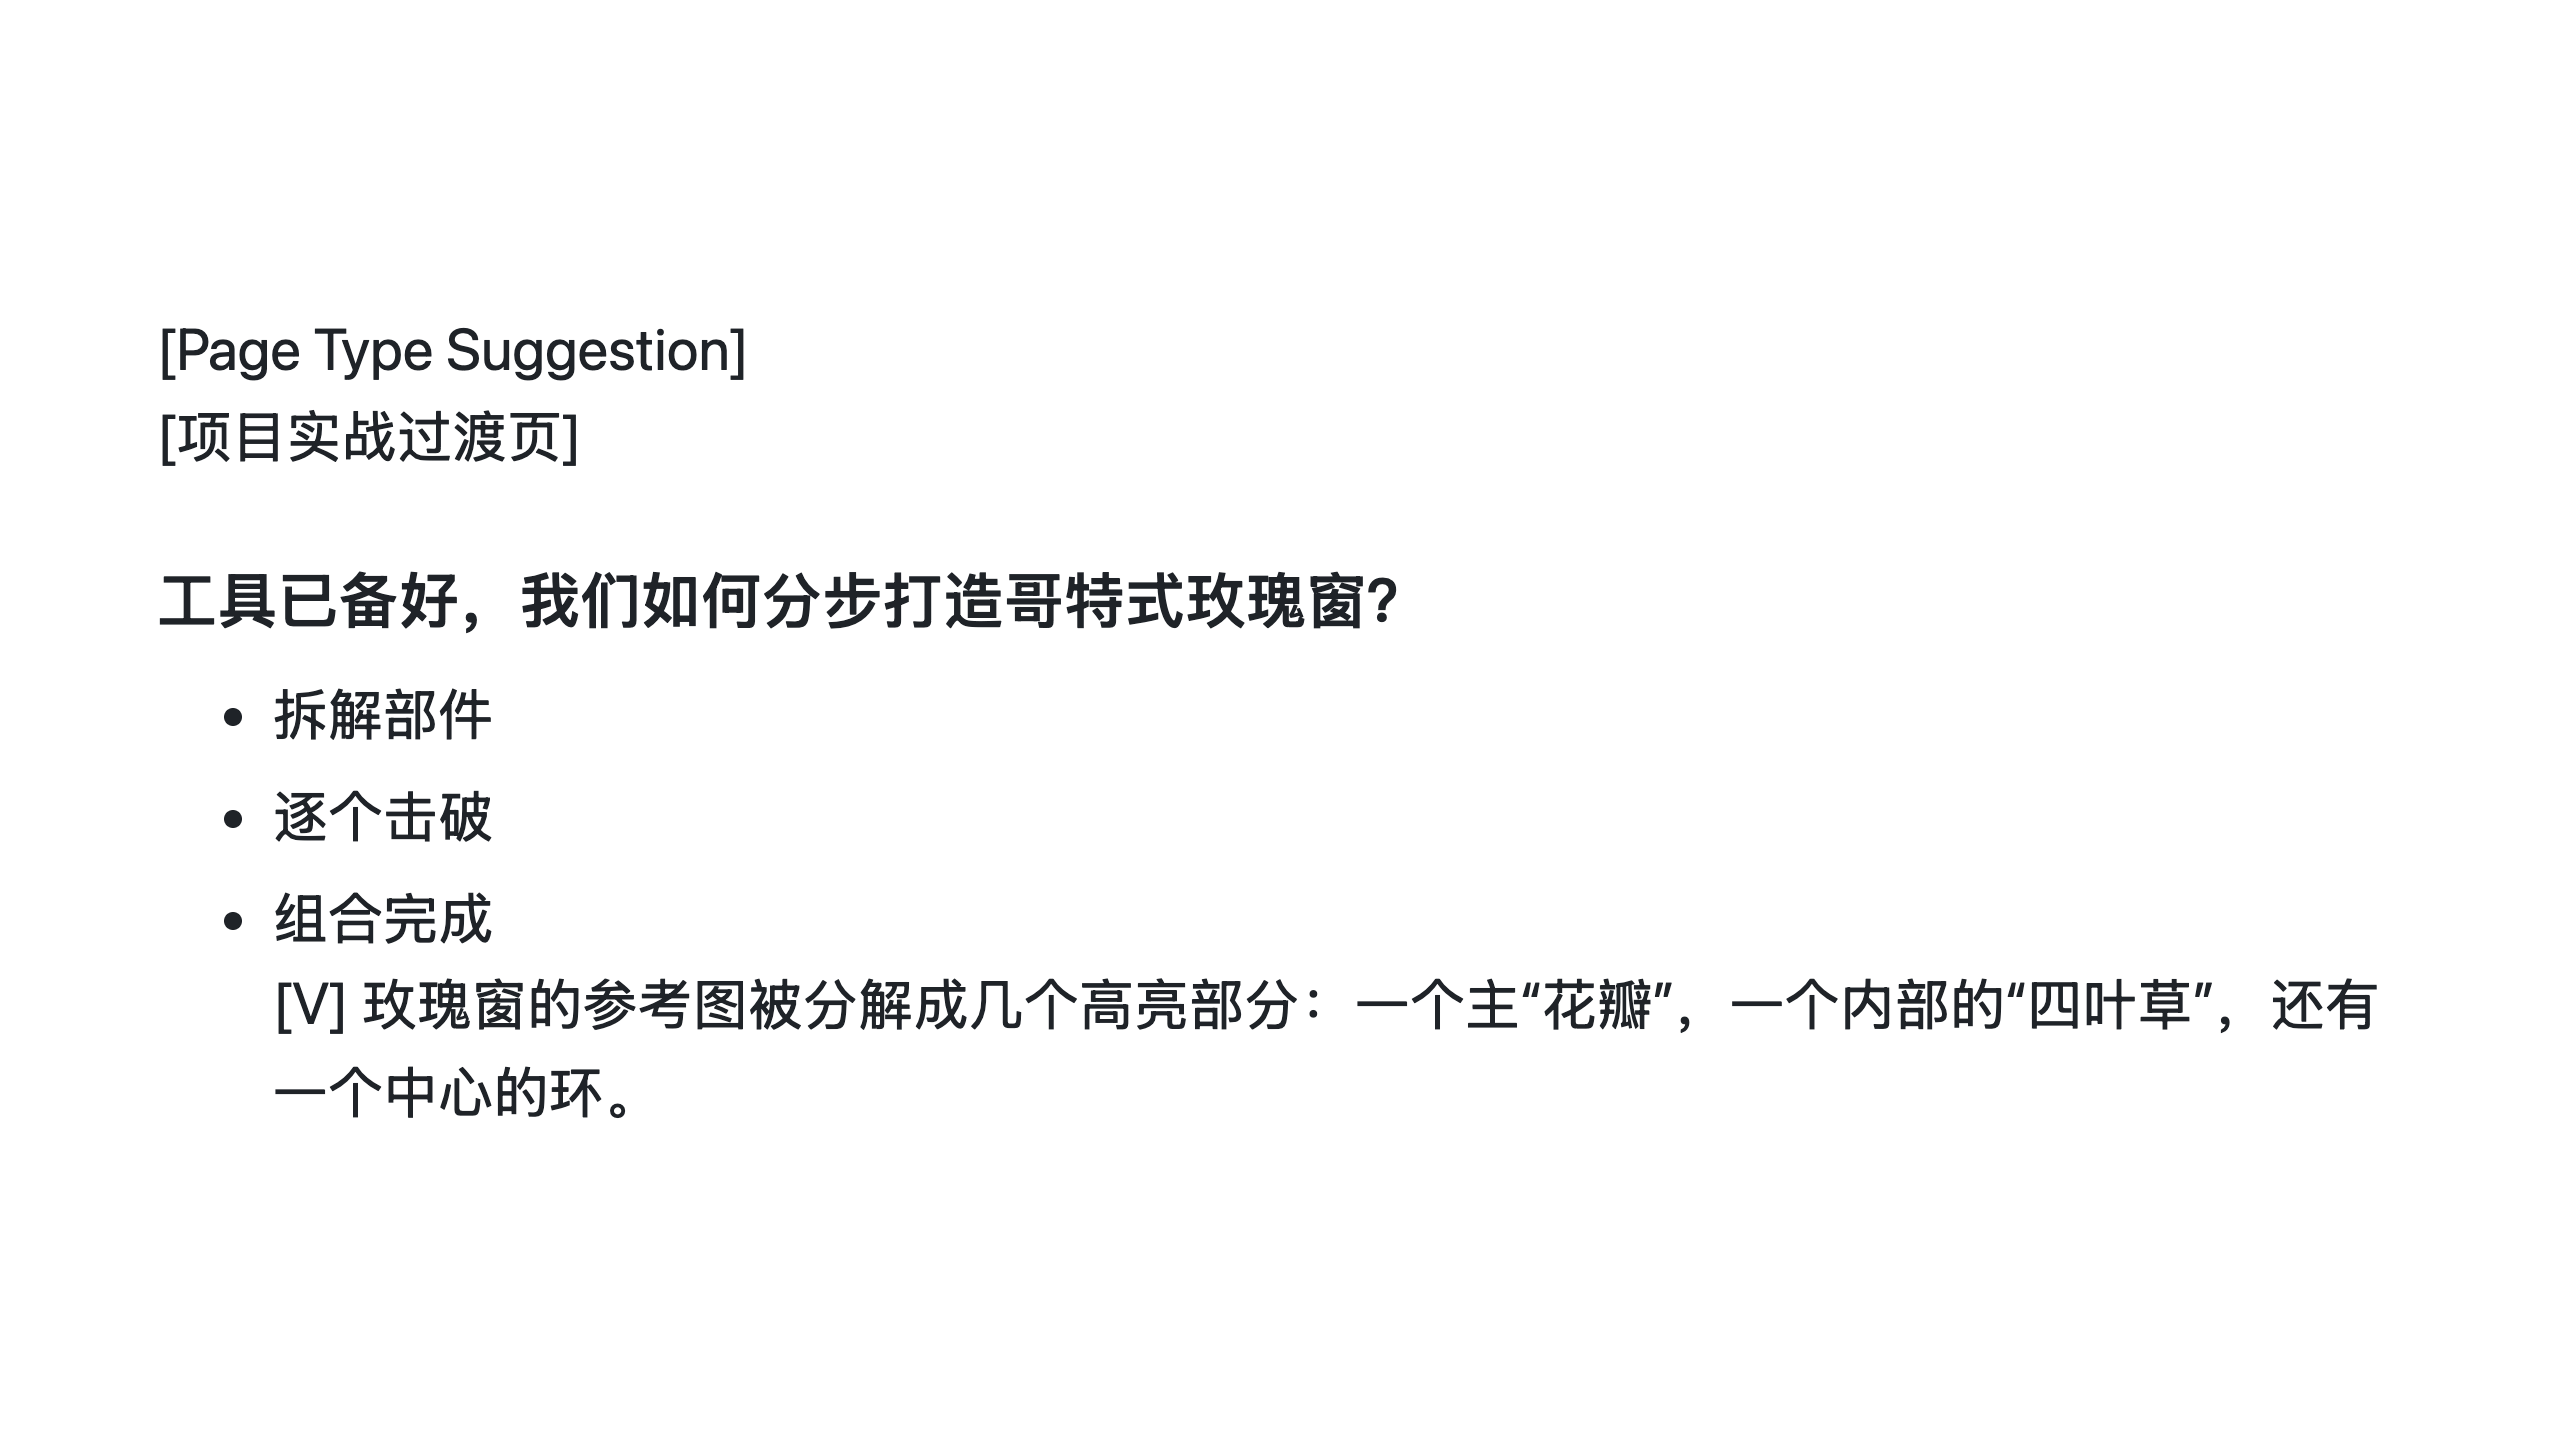 [Page Type Suggestion]
[项目实战过渡页]
工具已备好，我们如何分步打造哥特式玫瑰窗？
• 拆解部件
• 逐个击破
• 组合完成
[V] 玫瑰窗的参考图被分解成几个高亮部分：一个主“花瓣”，一个内部的“四叶草”，还有
一个中心的环。